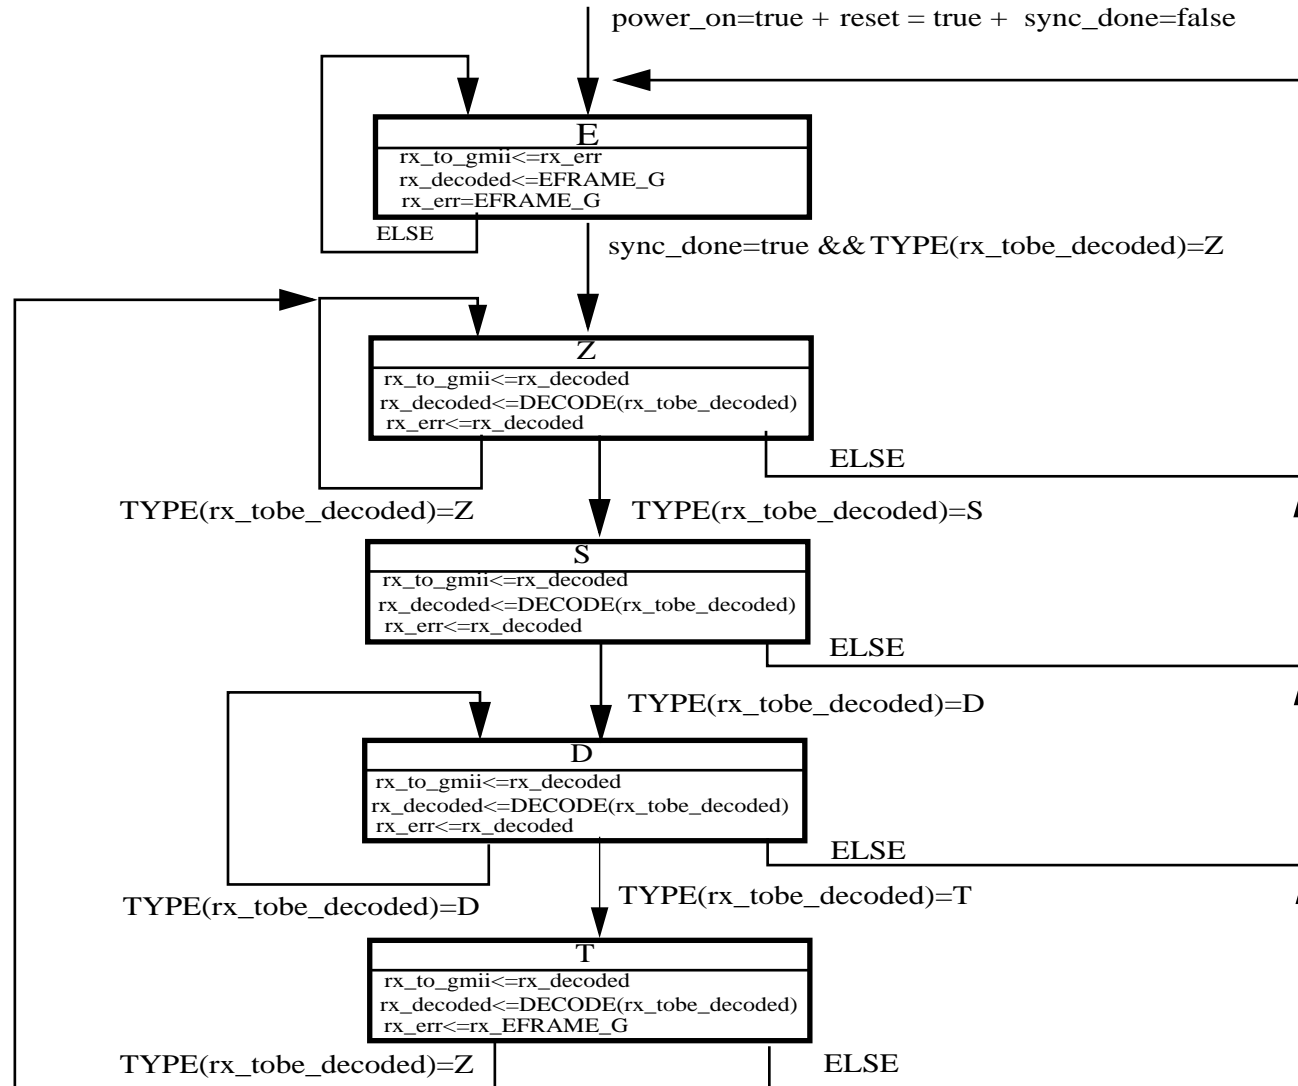 power_on=true + reset = true + sync_done=false
E
rx_to_gmii<=rx_err
rx_decoded<=EFRAME_G
rx_err=EFRAME_G
ELSE
sync_done=true && TYPE(rx_tobe_decoded)=Z
Z
rx_to_gmii<=rx_decoded
rx_decoded<=DECODE(rx_tobe_decoded)
rx_err<=rx_decoded
ELSE
TYPE(rx_tobe_decoded)=Z
TYPE(rx_tobe_decoded)=S
S
rx_to_gmii<=rx_decoded
rx_decoded<=DECODE(rx_tobe_decoded)
rx_err<=rx_decoded
ELSE
TYPE(rx_tobe_decoded)=D
D
rx_to_gmii<=rx_decoded
rx_decoded<=DECODE(rx_tobe_decoded)
rx_err<=rx_decoded
ELSE
TYPE(rx_tobe_decoded)=D
TYPE(rx_tobe_decoded)=T
T
rx_to_gmii<=rx_decoded
rx_decoded<=DECODE(rx_tobe_decoded)
rx_err<=rx_EFRAME_G
TYPE(rx_tobe_decoded)=Z
ELSE